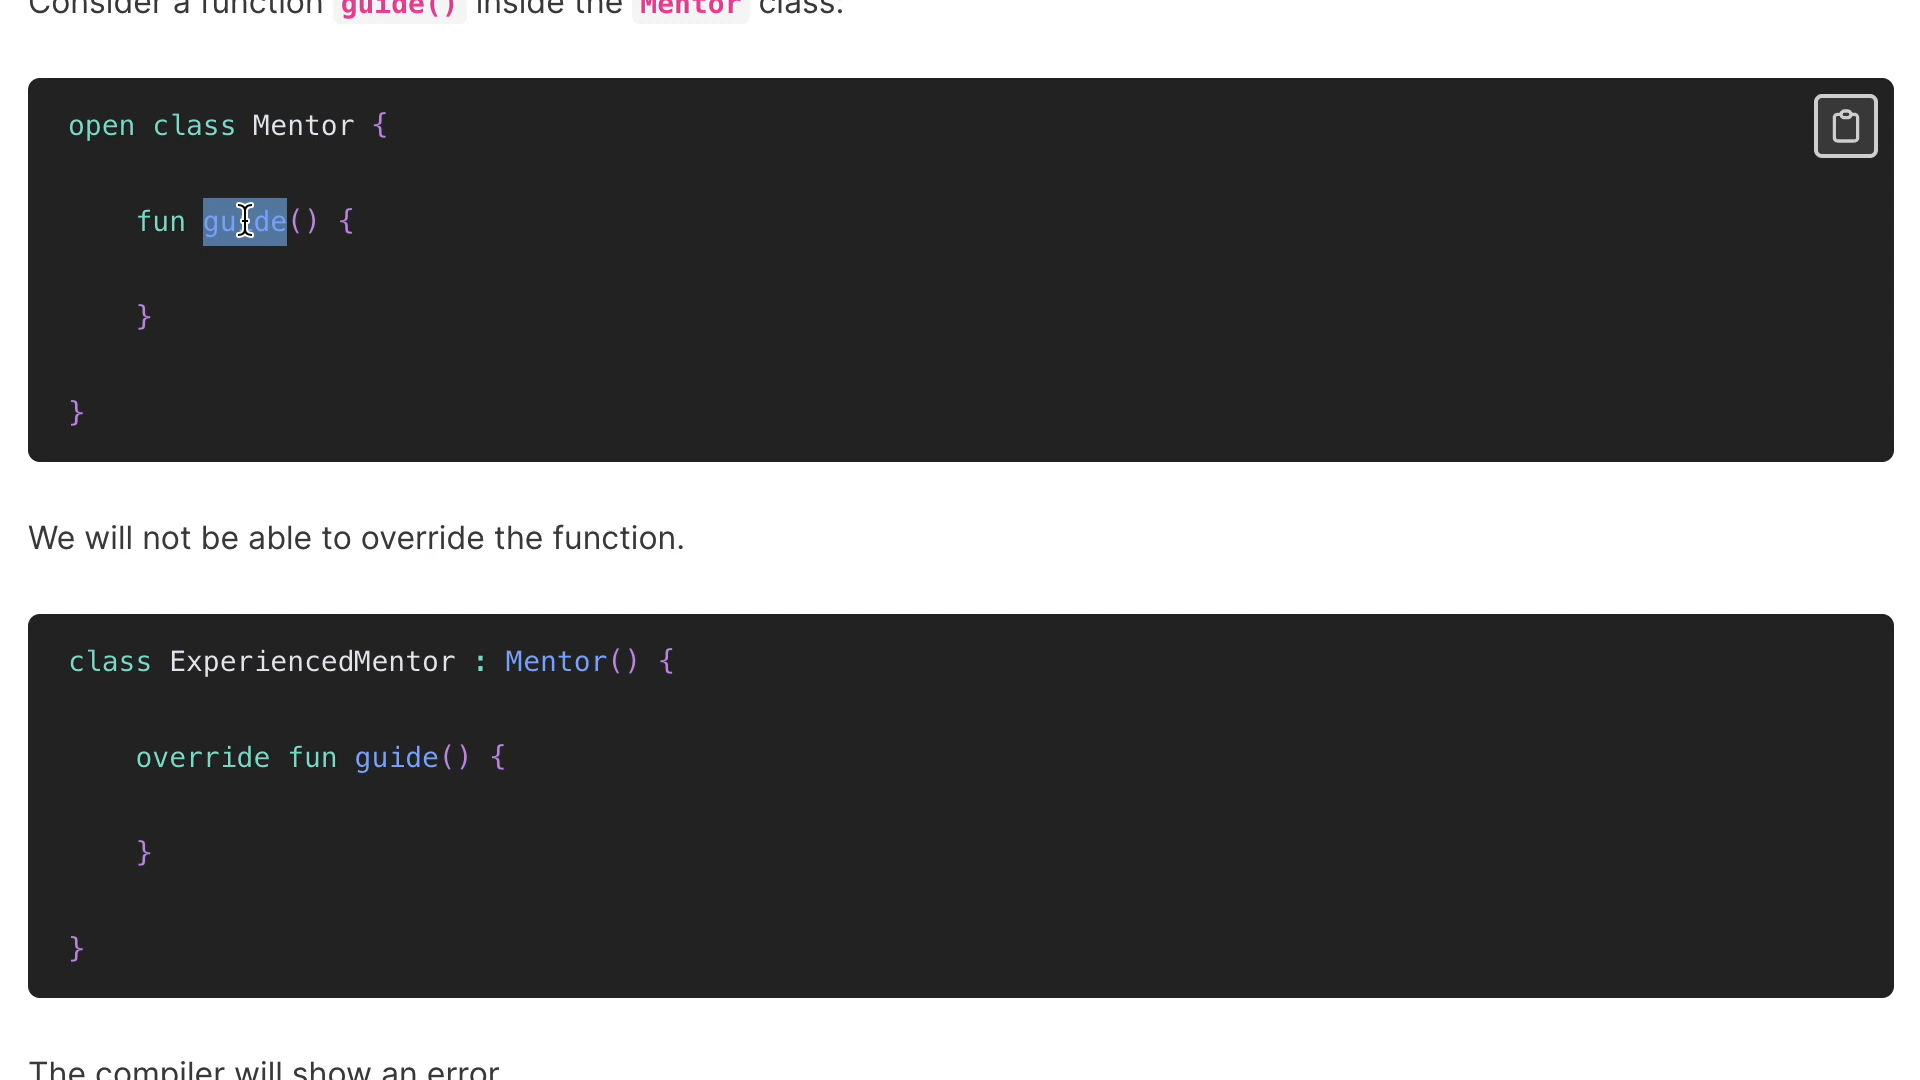 Consider a function guide() inside the Mentor class.
open class Mentor {
fun guide() {
}
}
We will not be able to override the function.
class ExperiencedMentor : Mentor() {
override fun guide() {
}
}
The compiler will show an error